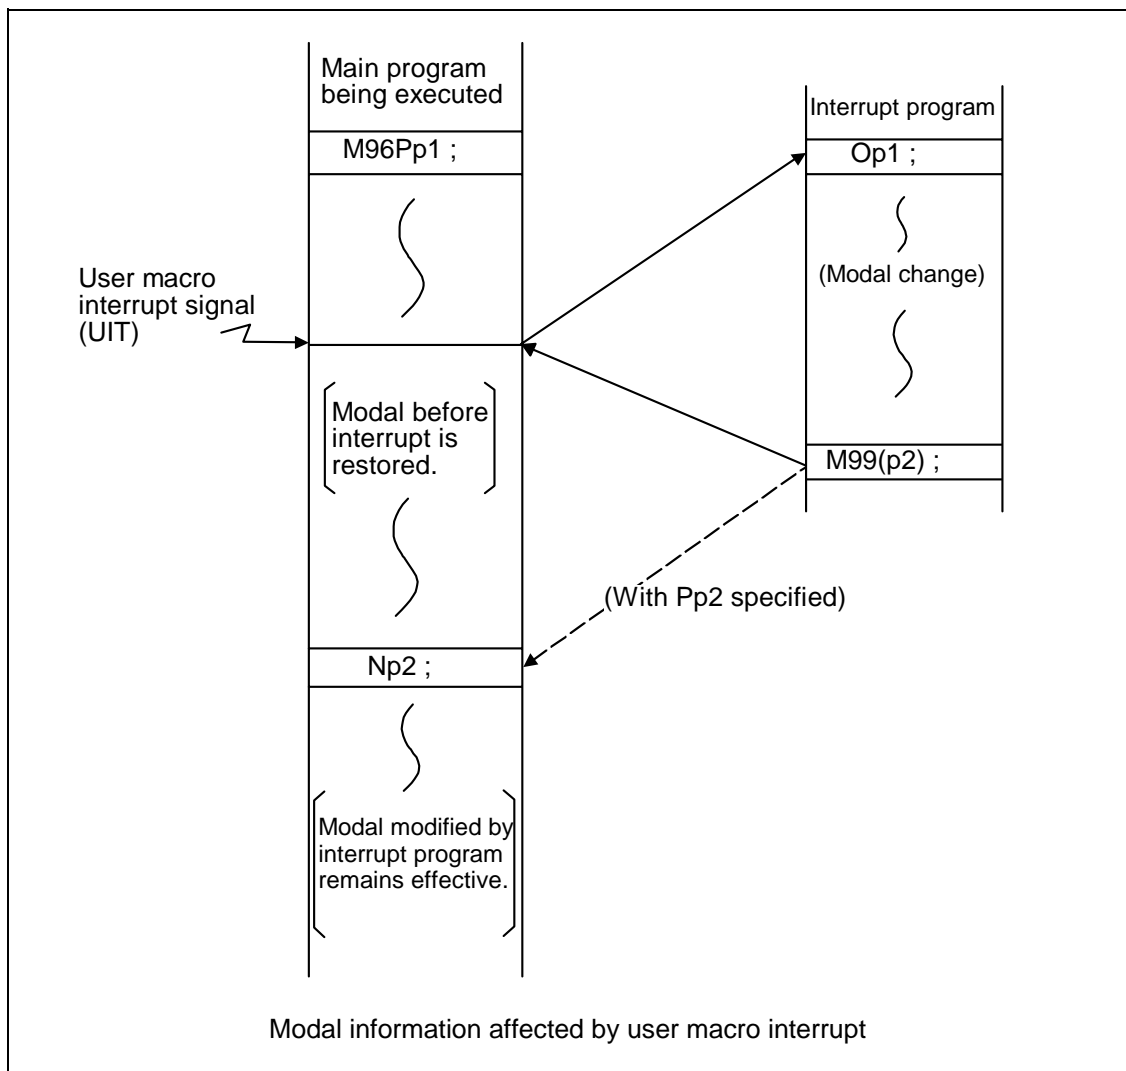 Main program
being executed
M96Pp1 ;
User macro
interrupt signal
(UIT)
Modal before
interrupt is
restored.
Np2 ;
Modal modified by
interrupt program
remains effective.
Interrupt program
Op1 ;
(Modal change)
M99(p2) ;
(With Pp2 specified)
Modal information affected by user macro interrupt